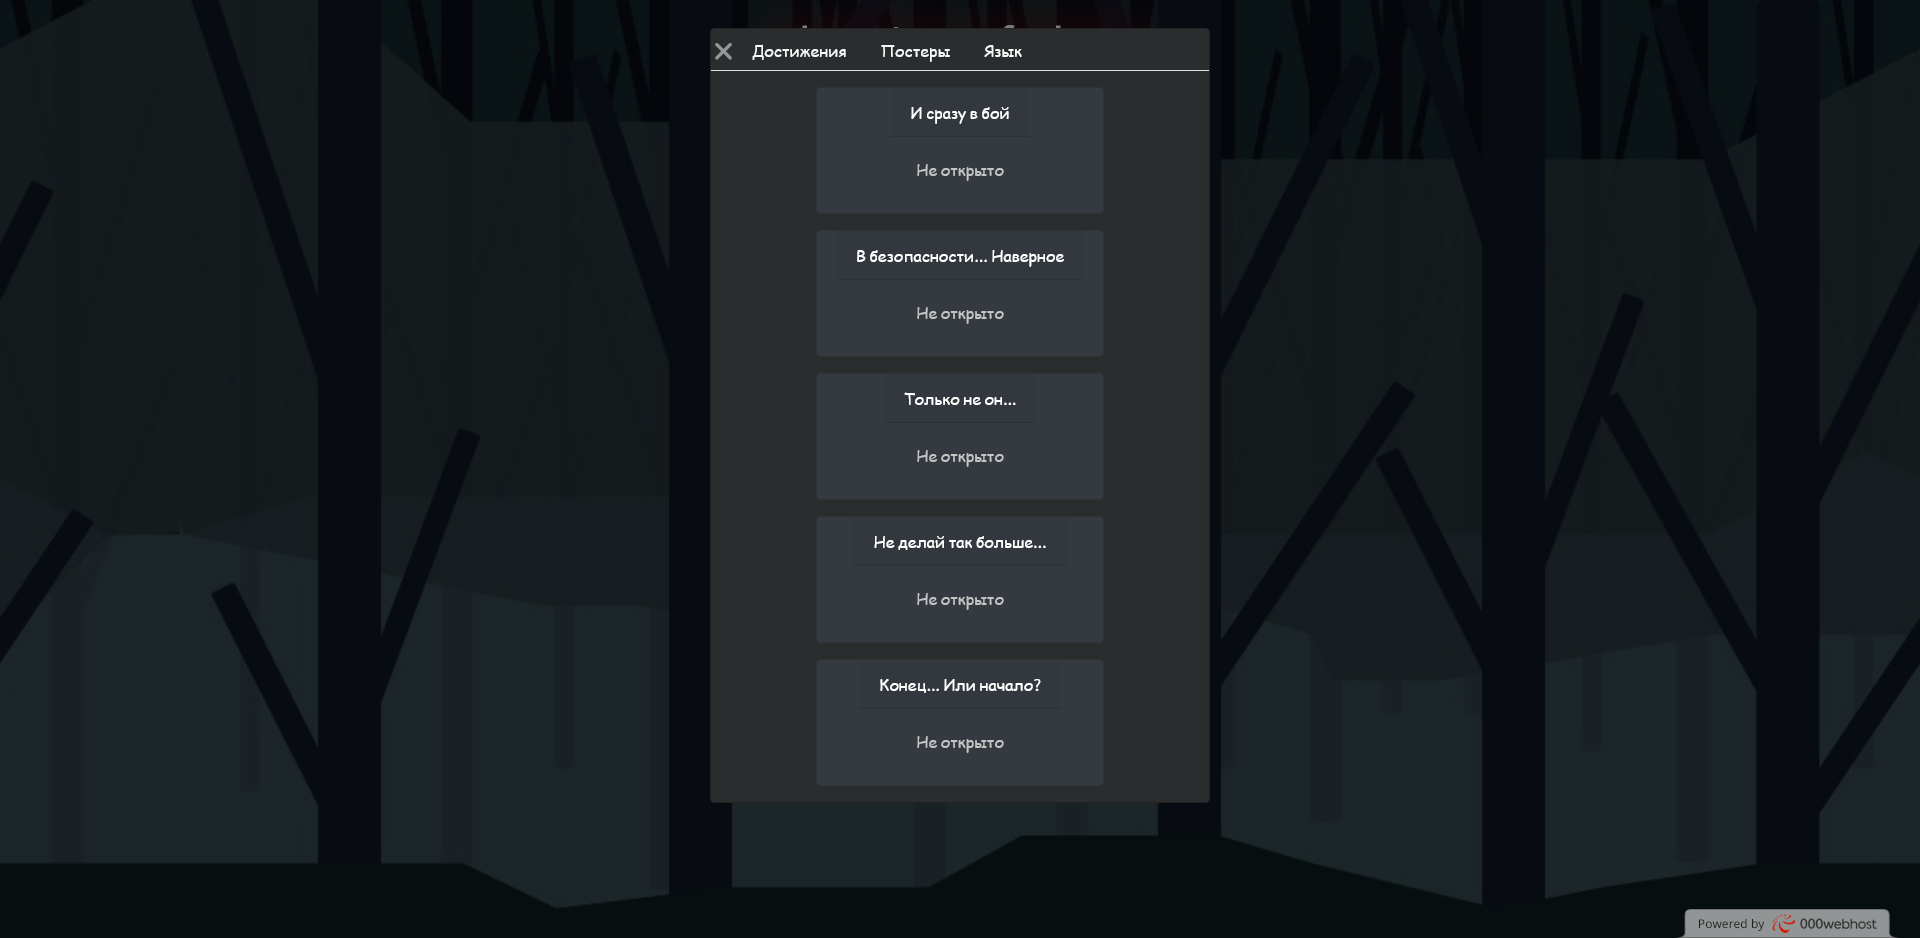 Достижения Постеры Язык
И сразу в бой
Не открыто
В безопасности... Наверное
Не открыто
Только не он...
Не открыто
Не делай так больше...
Не открыто
Конец... Или начало?
Не открыто
Powered by 000webhost